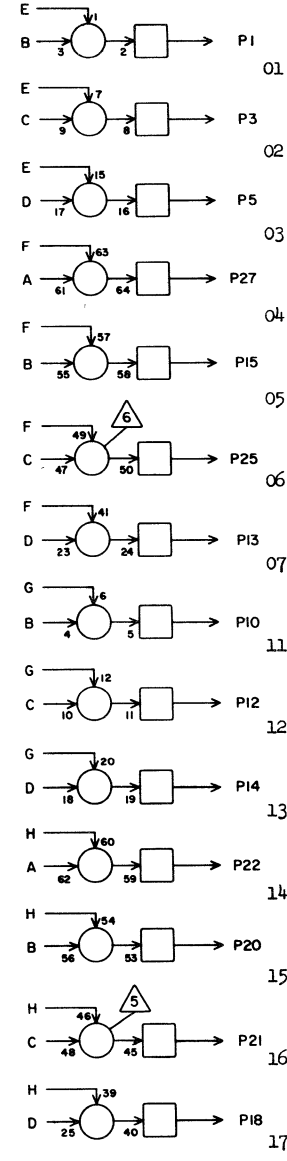 E
1
B 3 2 P1
01
E
7
C 9 8 P3
02
E
15
D 17 16 P5
03
F
63
A 61 64 P27
04
F
57
B 55 58 P15
05
6
F
49
C 47 50 P25
06
F
41
D 23 24 P13
07
G
6
B 4 5 P10
11
G
12
C 10 11 P12
12
G
20
D 18 19 P14
13
H
60
A 62 59 P22
14
H
54
B 56 53 P20
15
5
H
46
C 48 45 P21
16
H
39
D 25 40 P18
17